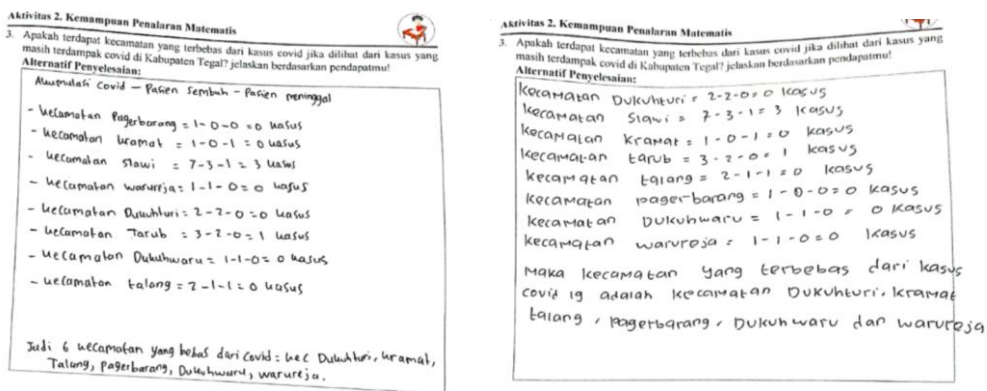 Aktivitas 2. Kemampuan Penalaran Matematis
3. Apakah terdapat kecamatan yang terbebas dari kasus covid jika dilihat dari kasus yang
masih terdampak covid di Kabupaten Tegal? jelaskan berdasarkan pendapatmu!
Alternatif Penyelesaian:
Akumulasi Covid - Pasien Sembuh - Pasien meninggal
- Kecamatan Pagerbarang = 1-0-0 = 0 kasus
- Kecamatan Kramat = 1-0-1 = 0 kasus
- Kecamatan Slawi = 7-3-1 = 3 kasus
- Kecamatan warureja = 1-1-0 = 0 kasus
- Kecamatan Dukuhturi = 2-2-0 = 0 kasus
- Kecamatan Tarub = 3-2-0 = 1 kasus
- Kecamatan Dukuhwaru = 1-1-0 = 0 kasus
- Kecamatan talang = 2-1-1 = 0 kasus
Jadi 6 kecamatan yang bebas dari covid : kec Dukuhturi, kramat,
Talang, pagerbarang, Dukuhwaru, warureja.
Aktivitas 2. Kemampuan Penalaran Matematis
3. Apakah terdapat kecamatan yang terbebas dari kasus covid jika dilihat dari kasus yang
masih terdampak covid di Kabupaten Tegal? jelaskan berdasarkan pendapatmu!
Alternatif Penyelesaian:
Kecamatan Dukuhturi = 2-2-0 = 0 kasus
Kecamatan Slawi = 7-3-1 = 3 kasus
Kecamatan Kramat = 1-0-1 = 0 kasus
Kecamatan tarub = 3-2-0 = 1 kasus
Kecamatan talang = 2-1-1 = 0 kasus
Kecamatan pagerbarang = 1-0-0 = 0 kasus
Kecamatan Dukuhwaru = 1-1-0 = 0 kasus
Kecamatan warureja = 1-1-0 = 0 kasus
Maka kecamatan yang terbebas dari kasus
covid 19 adalah kecamatan Dukuhturi, Kramat
talang, pagerbarang, Dukuhwaru dan warureja